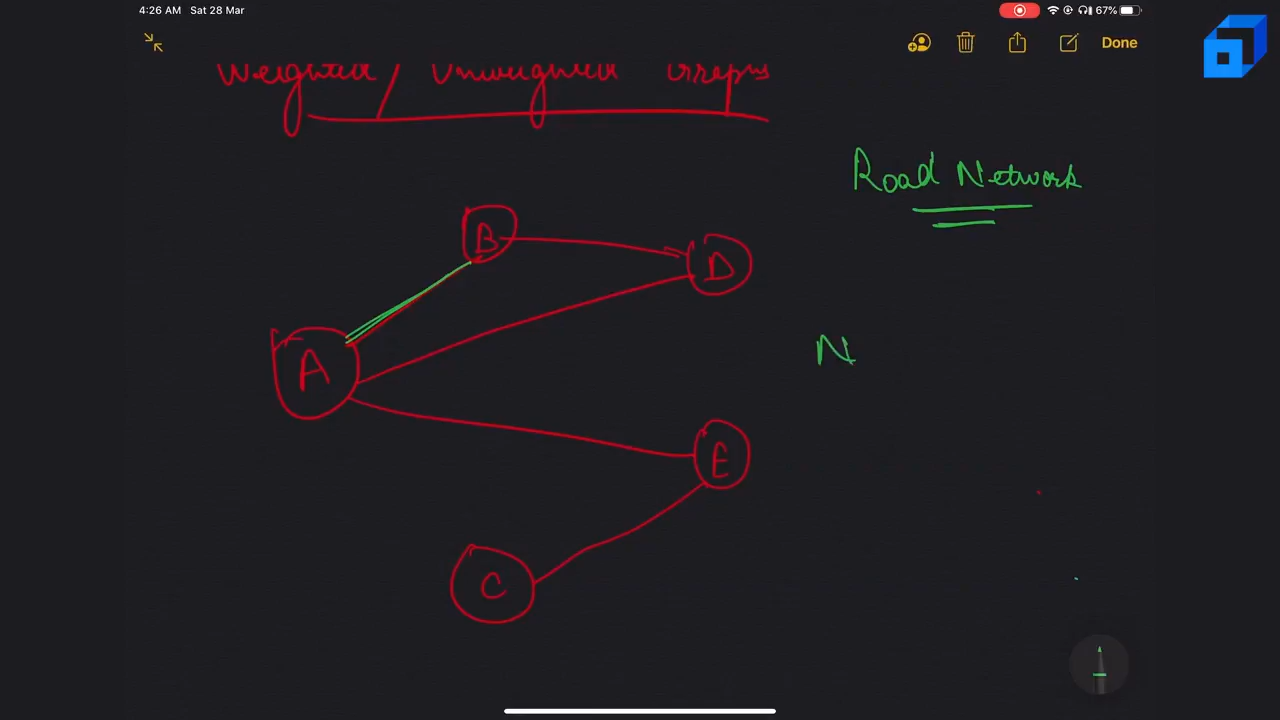 4:26 AM Sat 28 Mar 67%
Done
Weighted / Unweighted Graphs
Road Network
B
D
A
N
E
C